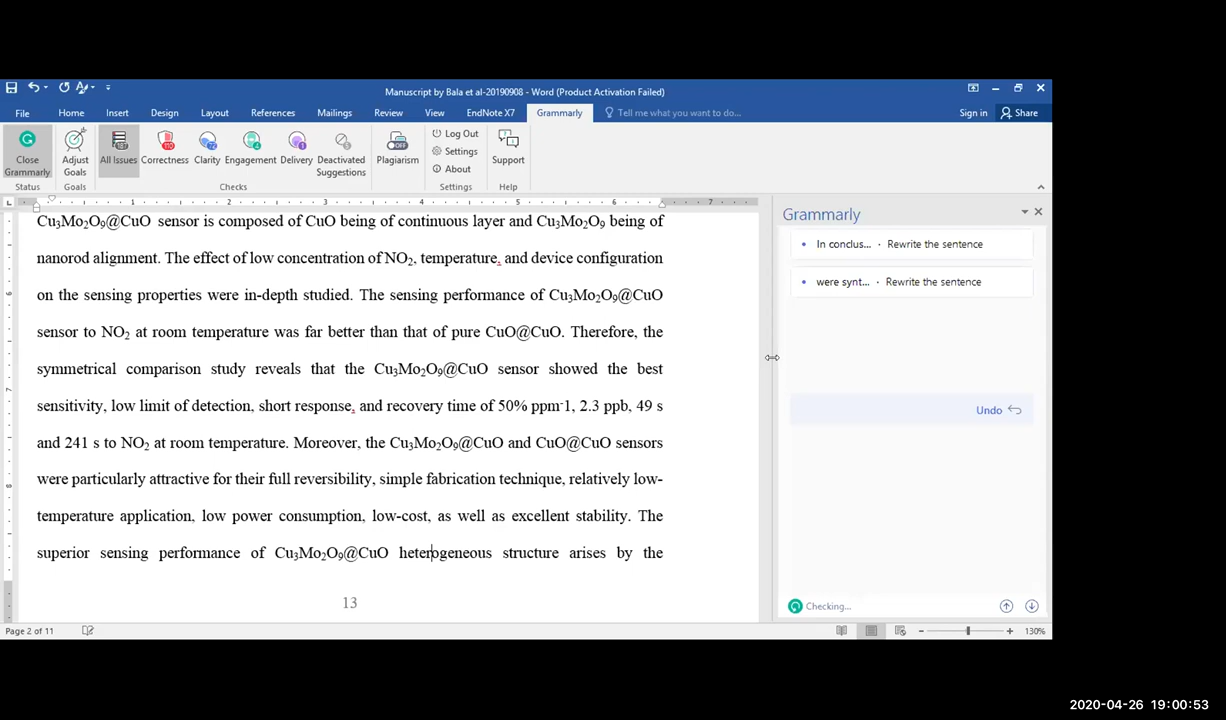 Manuscript by Bala et al-20190908 - Word (Product Activation Failed)
File Home Insert Design Layout References Mailings Review View EndNote X7 Grammarly Tell me what you want to do... Sign in Share
Close Grammarly
Adjust Goals
All Issues
Correctness
Clarity
Engagement
Delivery
Deactivated Suggestions
Plagiarism
Log Out
Settings
About
Support
Status Goals Checks Settings Help
1 2 3 4 5 6 7
Cu₃Mo₂O₉@CuO sensor is composed of CuO being of continuous layer and Cu₃Mo₂O₉ being of
nanorod alignment. The effect of low concentration of NO₂, temperature, and device configuration
on the sensing properties were in-depth studied. The sensing performance of Cu₃Mo₂O₉@CuO
sensor to NO₂ at room temperature was far better than that of pure CuO@CuO. Therefore, the
symmetrical comparison study reveals that the Cu₃Mo₂O₉@CuO sensor showed the best
sensitivity, low limit of detection, short response, and recovery time of 50% ppm⁻1, 2.3 ppb, 49 s
and 241 s to NO₂ at room temperature. Moreover, the Cu₃Mo₂O₉@CuO and CuO@CuO sensors
were particularly attractive for their full reversibility, simple fabrication technique, relatively low-
temperature application, low power consumption, low-cost, as well as excellent stability. The
superior sensing performance of Cu₃Mo₂O₉@CuO heterogeneous structure arises by the
13
Grammarly
In conclus... · Rewrite the sentence
were synt... · Rewrite the sentence
Undo
Checking...
Page 2 of 11
130%
2020-04-26 19:00:53